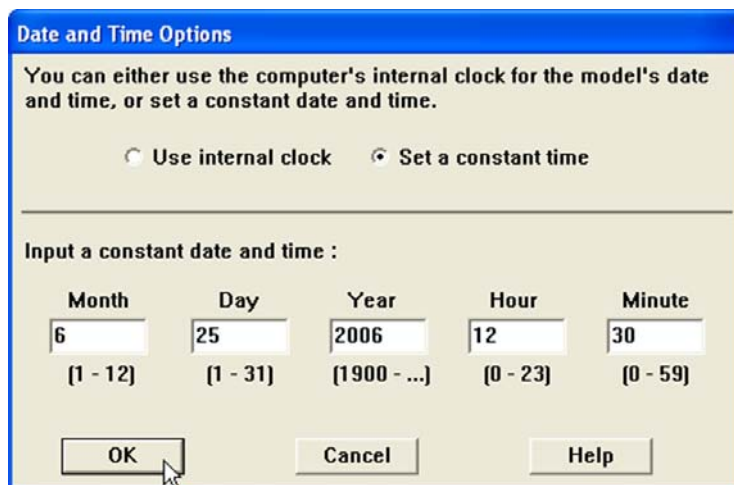 Date and Time Options
You can either use the computer's internal clock for the model's date
and time, or set a constant date and time.
Use internal clock Set a constant time
Input a constant date and time :
Month Day Year Hour Minute
6 25 2006 12 30
(1 - 12) (1 - 31) (1900 - ...) (0 - 23) (0 - 59)
OK Cancel Help